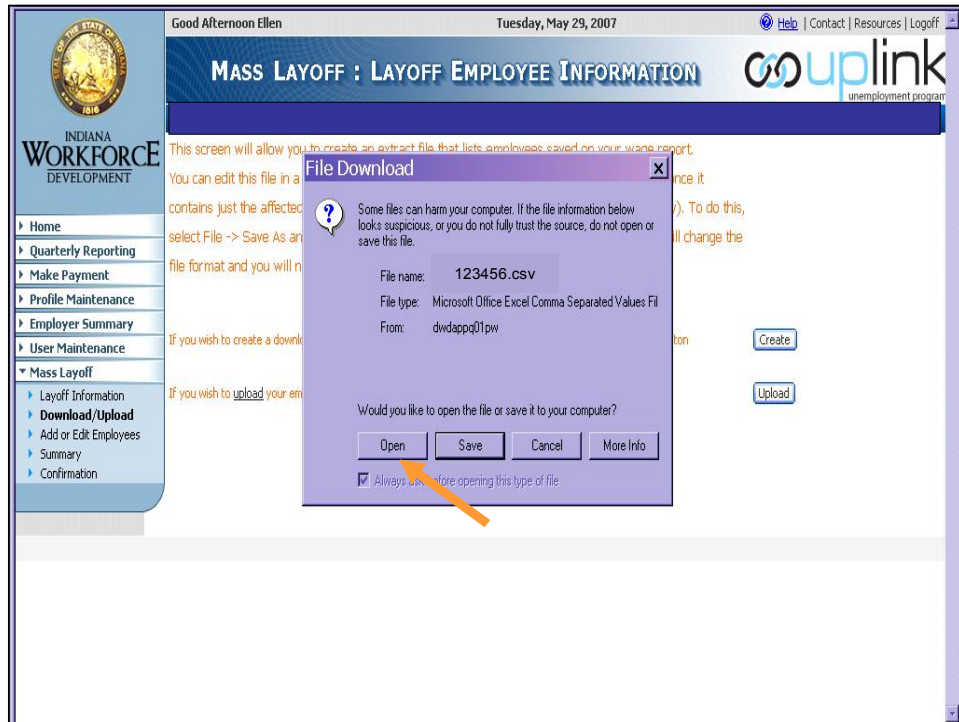 Good Afternoon Ellen
Tuesday, May 29, 2007
Help | Contact | Resources | Logoff
MASS LAYOFF : LAYOFF EMPLOYEE INFORMATION
uplink
unemployment program
1816
INDIANA
WORKFORCE
DEVELOPMENT
Home
Quarterly Reporting
Make Payment
Profile Maintenance
Employer Summary
User Maintenance
Mass Layoff
Layoff Information
Download/Upload
Add or Edit Employees
Summary
Confirmation
This screen will allow you to create an extract file that lists employees saved on your wage report.
You can edit this file in a
nce it
contains just the affected
). To do this,
select File -> Save As an
ill change the
file format and you will n
If you wish to create a downl
ton
Create
If you wish to upload your em
Upload
File Download
x
Some files can harm your computer. If the file information below
looks suspicious, or you do not fully trust the source, do not open or
save this file.
File name: 123456.csv
File type: Microsoft Office Excel Comma Separated Values Fil
From: dwdappq01pw
Would you like to open the file or save it to your computer?
Open Save Cancel More Info
Always ask before opening this type of file